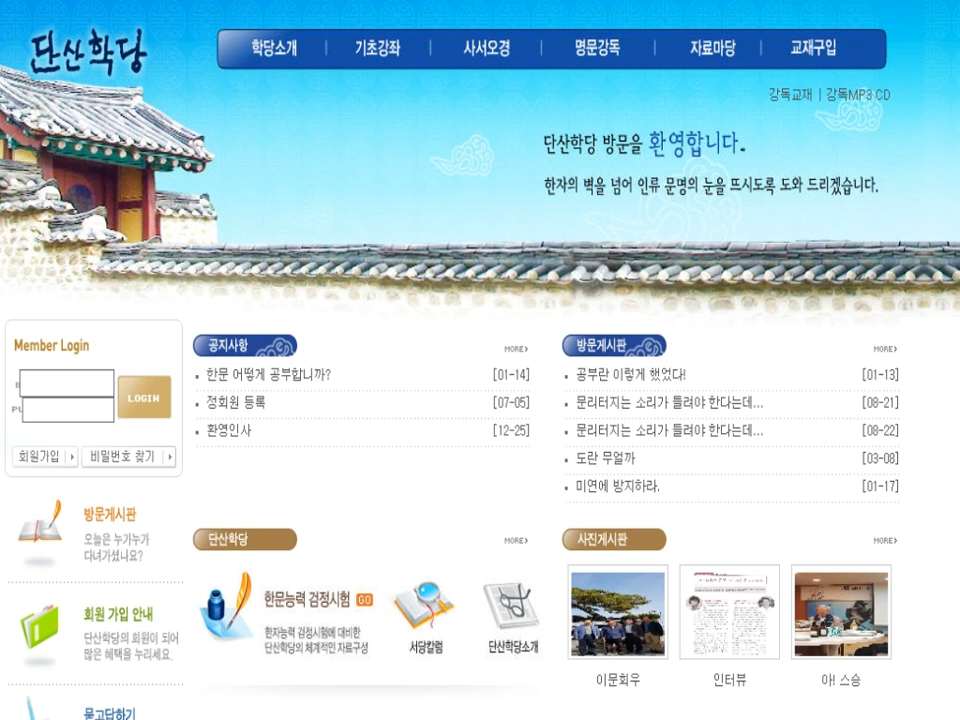 단산학당
학당소개 | 기초강좌 | 사서오경 | 명문강독 | 자료마당 | 교재구입
강독교재 | 강독MP3 CD
단산학당 방문을 환영합니다.
한자의 벽을 넘어 인류 문명의 눈을 뜨시도록 도와 드리겠습니다.
Member Login
LOGIN
회원가입
비밀번호 찾기
방문게시판
오늘은 누가누가
다녀가셨나요?
회원 가입 안내
단산학당의 회원이 되어
많은 혜택을 누리세요.
묻고답하기
공지사항
MORE
한문 어떻게 공부합니까? [01-14]
정회원 등록 [07-05]
환영인사 [12-25]
방문게시판
MORE
공부란 이렇게 했었다! [01-13]
문리터지는 소리가 들려야 한다는데... [08-21]
문리터지는 소리가 들려야 한다는데... [08-22]
도란 무얼까 [03-08]
미연에 방지하라. [01-17]
단산학당
MORE
한문능력 검정시험 GO
한자능력 검정시험에 대비한
단산학당의 체계적인 자료구성
서당칼럼
단산학당소개
사진게시판
MORE
이문회우
인터뷰
아! 스승